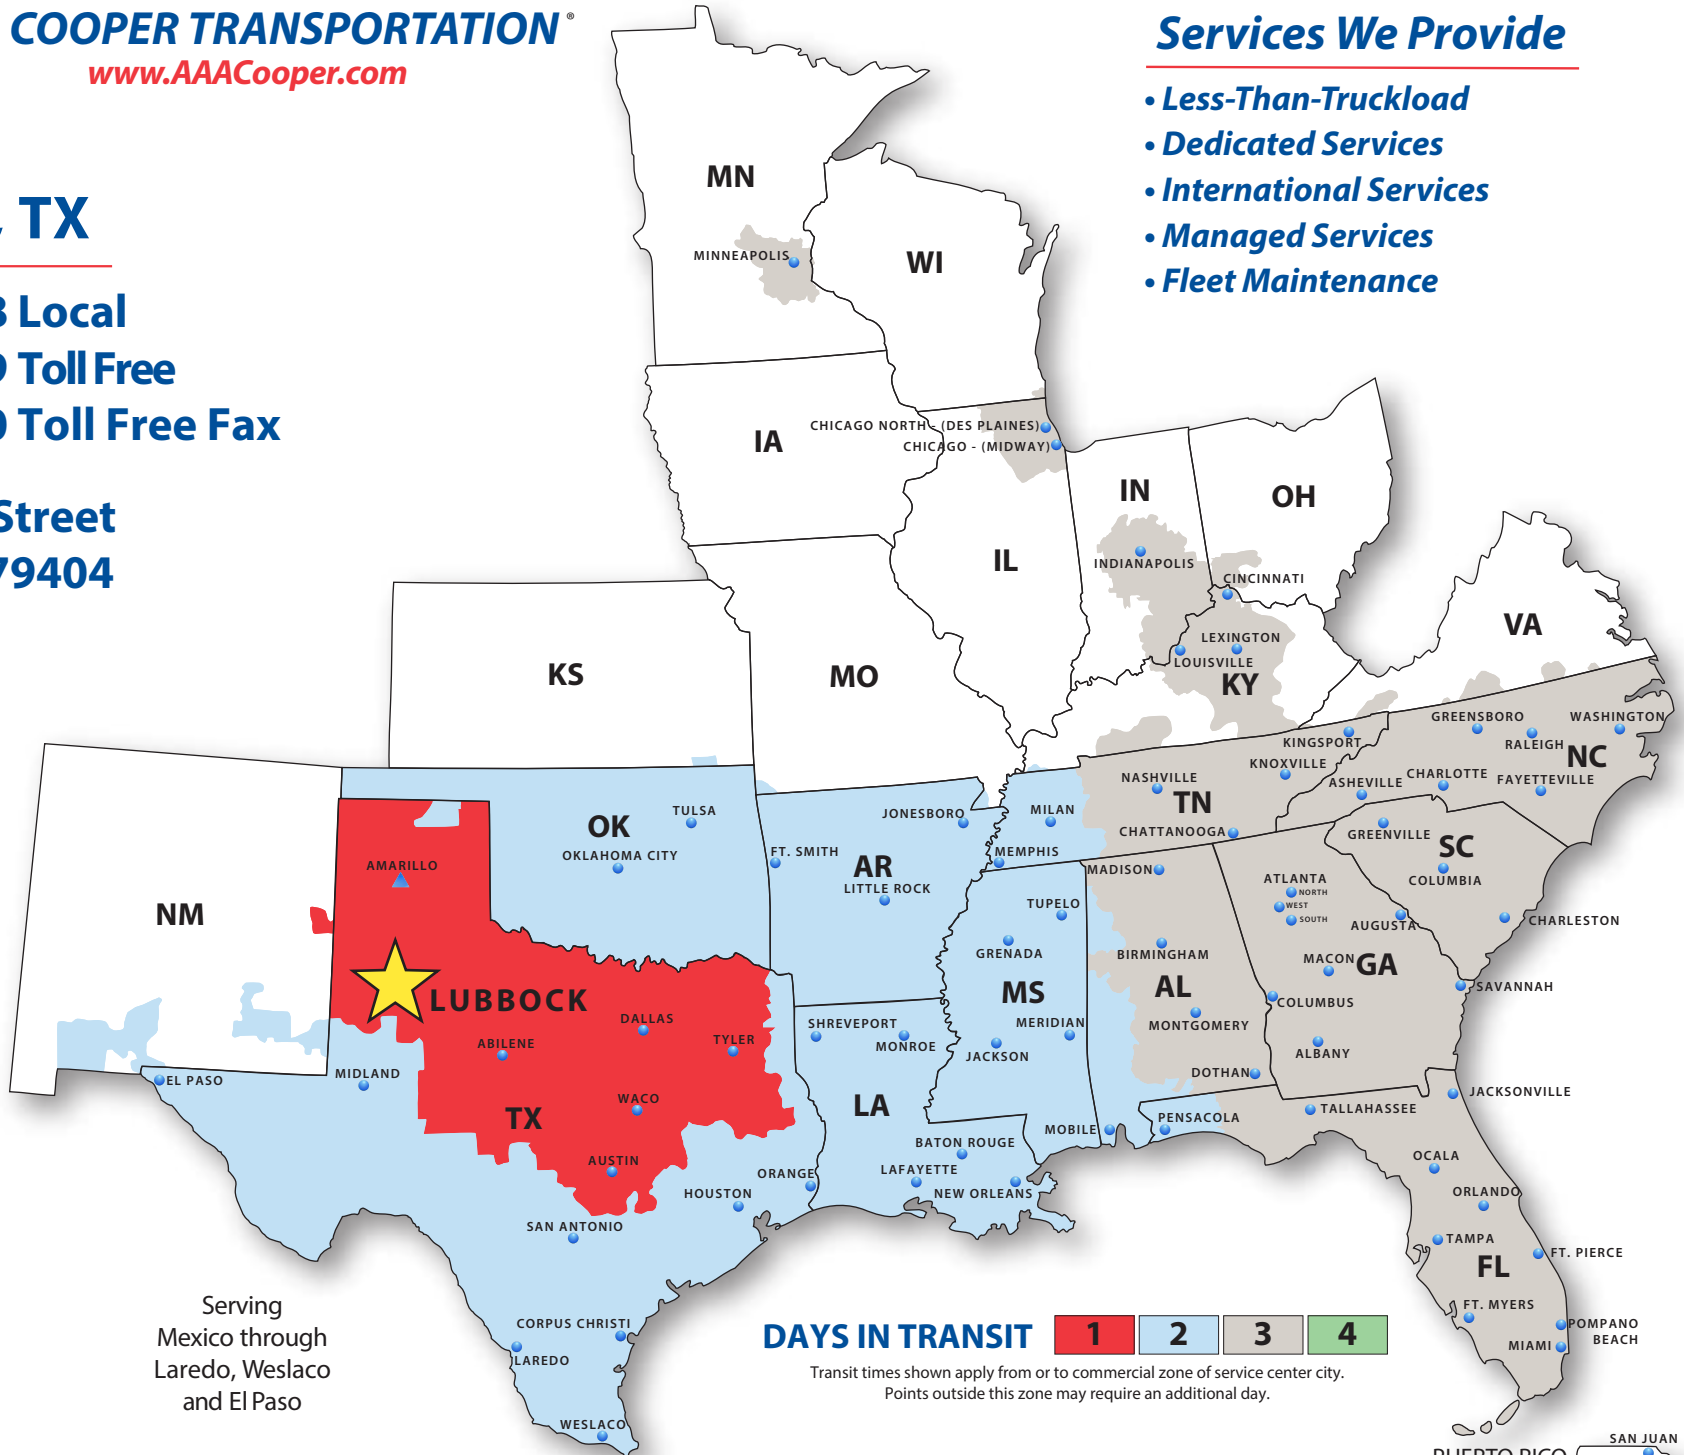 COOPER TRANSPORTATION®
www.AAACooper.com
Services We Provide
• Less-Than-Truckload
• Dedicated Services
• International Services
• Managed Services
• Fleet Maintenance
, TX
8 Local
9 Toll Free
0 Toll Free Fax
Street
79404
MN
MINNEAPOLIS
WI
IA
CHICAGO NORTH - (DES PLAINES)
CHICAGO - (MIDWAY)
IN
OH
IL
INDIANAPOLIS
CINCINNATI
VA
LEXINGTON
LOUISVILLE
KY
KS
MO
GREENSBORO
WASHINGTON
KINGSPORT
RALEIGH
NC
KNOXVILLE
NASHVILLE
ASHEVILLE
CHARLOTTE
FAYETTEVILLE
TN
CHATTANOOGA
TULSA
OK
OKLAHOMA CITY
JONESBORO
MILAN
FT. SMITH
AR
LITTLE ROCK
MEMPHIS
MADISON
GREENVILLE
SC
COLUMBIA
AMARILLO
ATLANTA
NORTH
WEST
SOUTH
AUGUSTA
CHARLESTON
NM
TUPELO
GRENADA
BIRMINGHAM
MACON
GA
LUBBOCK
MS
AL
SAVANNAH
COLUMBUS
DALLAS
SHREVEPORT
MONROE
MERIDIAN
JACKSON
MONTGOMERY
ABILENE
TYLER
ALBANY
EL PASO
MIDLAND
DOTHAN
JACKSONVILLE
WACO
TX
LA
TALLAHASSEE
PENSACOLA
MOBILE
BATON ROUGE
AUSTIN
ORANGE
LAFAYETTE
NEW ORLEANS
HOUSTON
OCALA
ORLANDO
SAN ANTONIO
TAMPA
FT. PIERCE
FL
Serving
Mexico through
Laredo, Weslaco
and El Paso
CORPUS CHRISTI
LAREDO
WESLACO
FT. MYERS
POMPANO
BEACH
MIAMI
DAYS IN TRANSIT 1 2 3 4
Transit times shown apply from or to commercial zone of service center city.
Points outside this zone may require an additional day.
SAN JUAN
PUERTO RICO